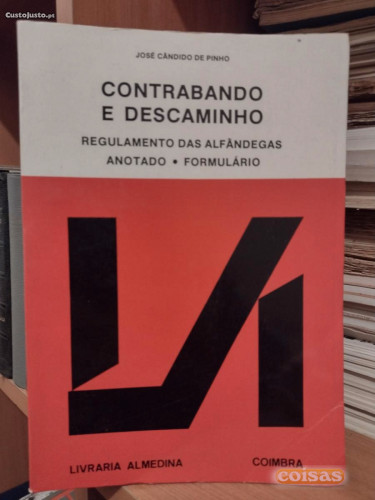 CustoJusto.pt
JOSÉ CÂNDIDO DE PINHO
CONTRABANDO
E DESCAMINHO
REGULAMENTO DAS ALFÂNDEGAS
ANOTADO • FORMULÁRIO
LIVRARIA ALMEDINA COIMBRA
coisas